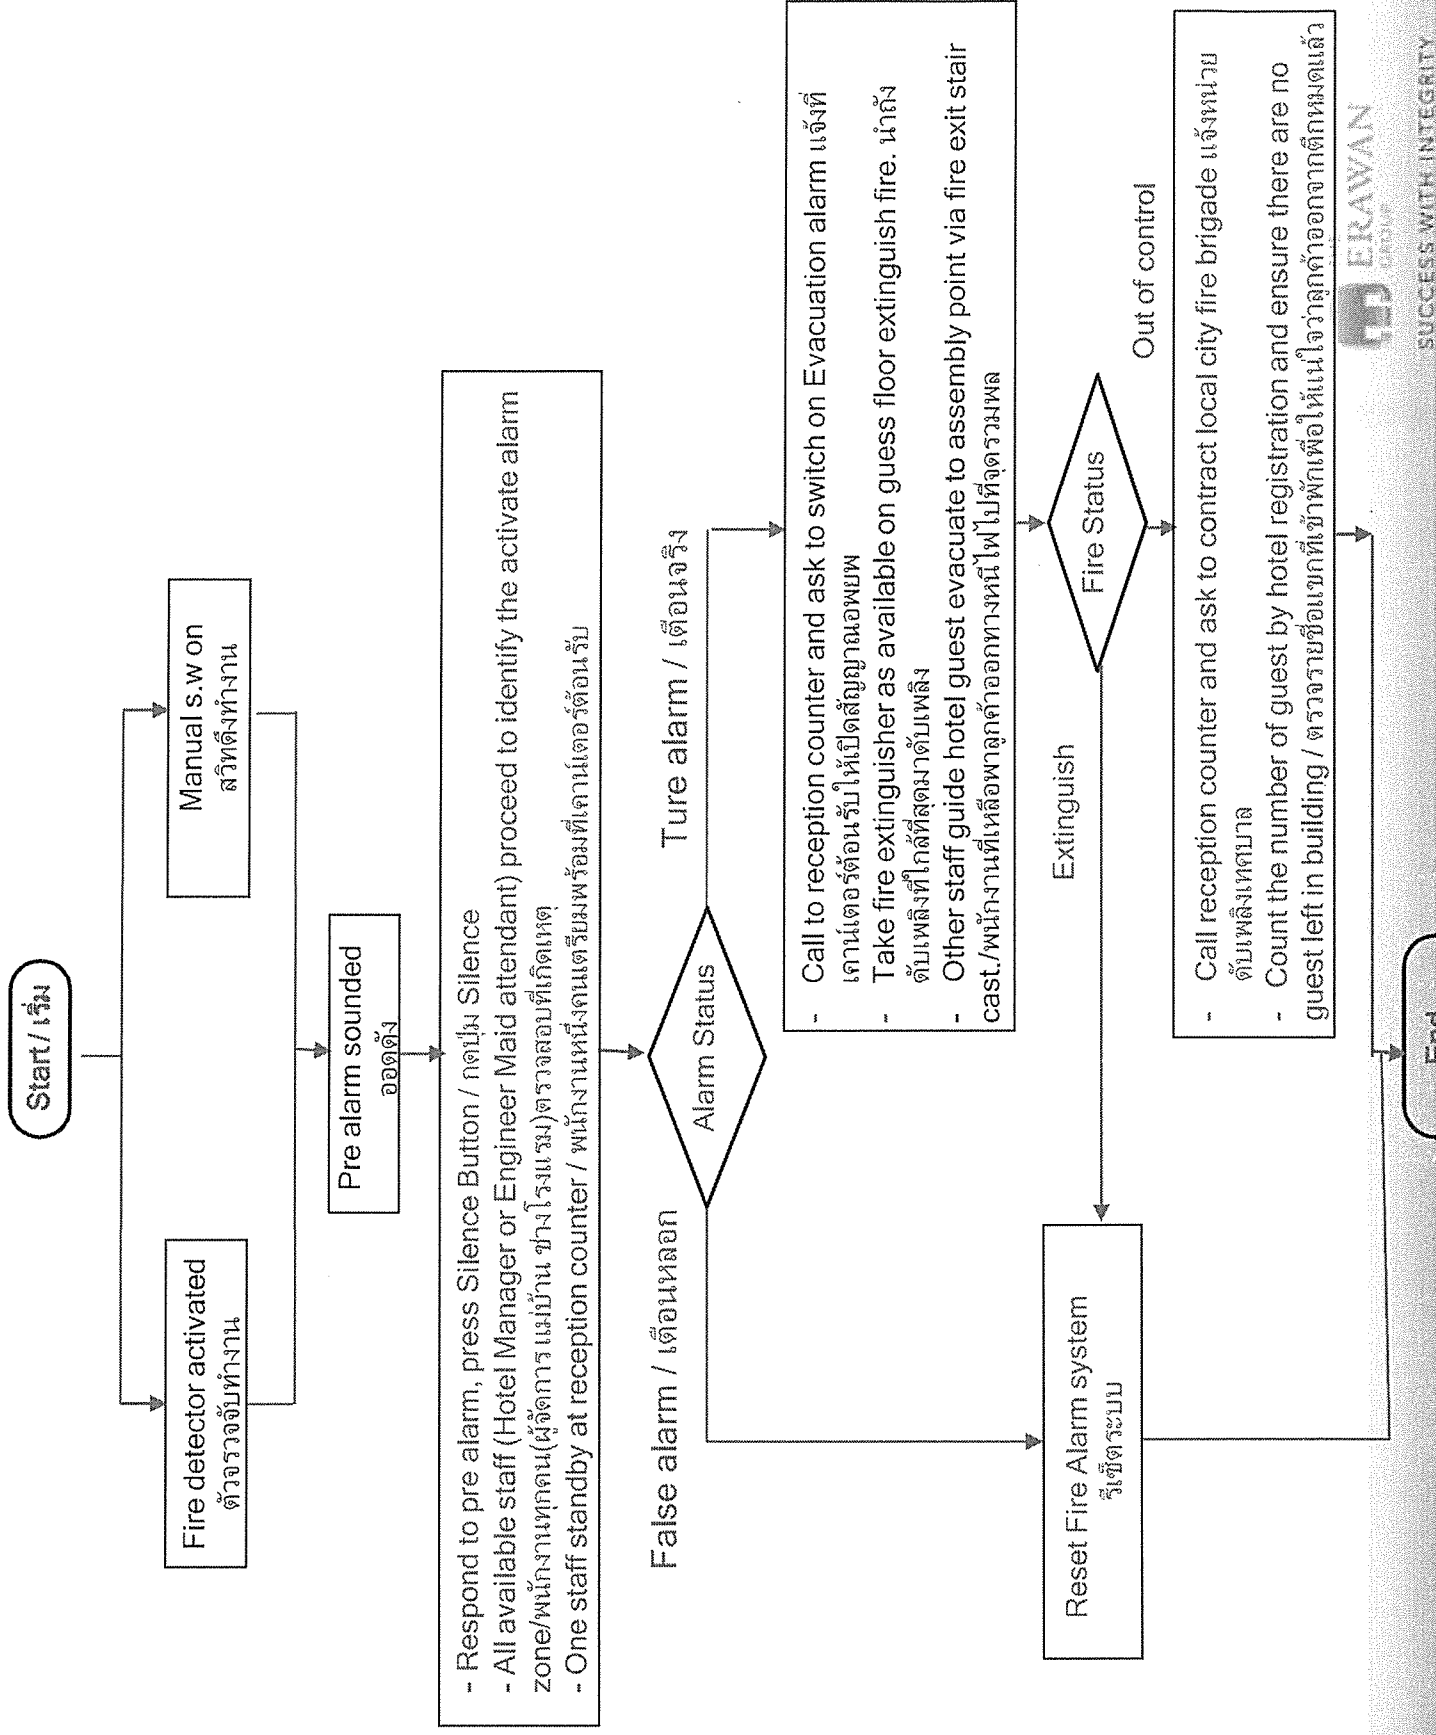 Start / เริ่ม
Fire detector activated
ตัวจรวจจับทำงาน
Manual s.w on
สวิทดึงทำงาน
Pre alarm sounded
ออดดัง
- Respond to pre alarm, press Silence Button / กดปุ่ม Silence
- All available staff (Hotel Manager or Engineer Maid attendant) proceed to identify the activate alarm
zone/พนักงานทุกคน(ผู้จัดการ แม่บ้าน ช่างโรงแรม)ตรวจสอบที่เกิดเหตุ
- One staff standby at reception counter / พนักงานหนึ่งคนเตรียมพร้อมที่เคาน์เตอร์ต้อนรับ
Alarm Status
False alarm / เตือนหลอก
Ture alarm / เตือนจริง
- Call to reception counter and ask to switch on Evacuation alarm แจ้งที่
เคาน์เตอร์ต้อนรับให้เปิดสัญญาณอพยพ
- Take fire extinguisher as available on guess floor extinguish fire. นำถัง
ดับเพลิงที่ใกล้ที่สุดมาดับเพลิง
- Other staff guide hotel guest evacuate to assembly point via fire exit stair
cast./พนักงานที่เหลือพาลูกค้าออกทางหนีไฟไปที่จุดรวมพล
Fire Status
Extinguish
Out of control
Reset Fire Alarm system
รีเซ็ตระบบ
- Call reception counter and ask to contract local city fire brigade แจ้งหน่วย
ดับเพลิงเทศบาล
- Count the number of guest by hotel registration and ensure there are no
guest left in building / ตรวจรายชื่อแขกที่เข้าพักเพื่อให้แน่ใจว่าลูกค้าออกจากตึกหมดแล้ว
End
ERAWAN
GROUP
SUCCESS WITH INTEGRITY